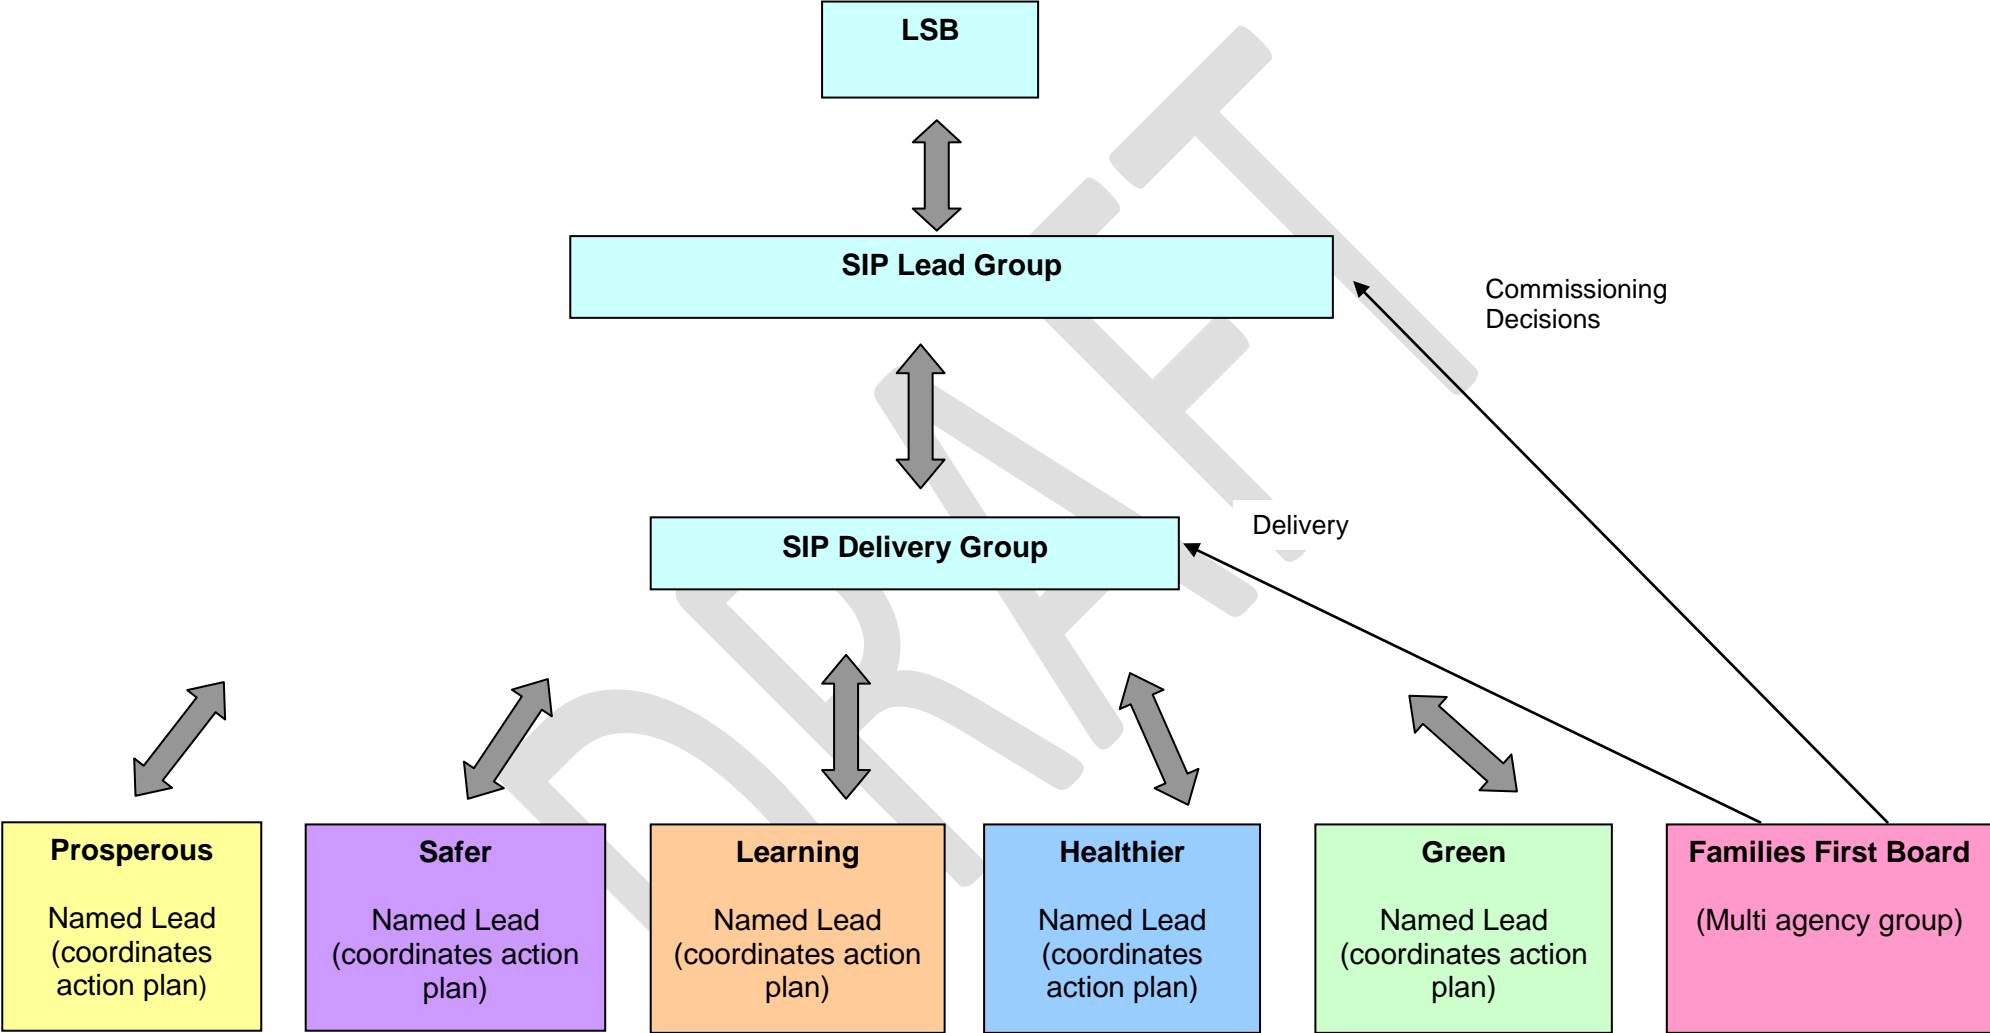 LSB
SIP Lead Group
Commissioning
Decisions
SIP Delivery Group
Delivery
Prosperous
Named Lead
(coordinates
action plan)
Safer
Named Lead
(coordinates action
plan)
Learning
Named Lead
(coordinates action
plan)
Healthier
Named Lead
(coordinates
action plan)
Green
Named Lead
(coordinates action
plan)
Families First Board
(Multi agency group)
DRAFT